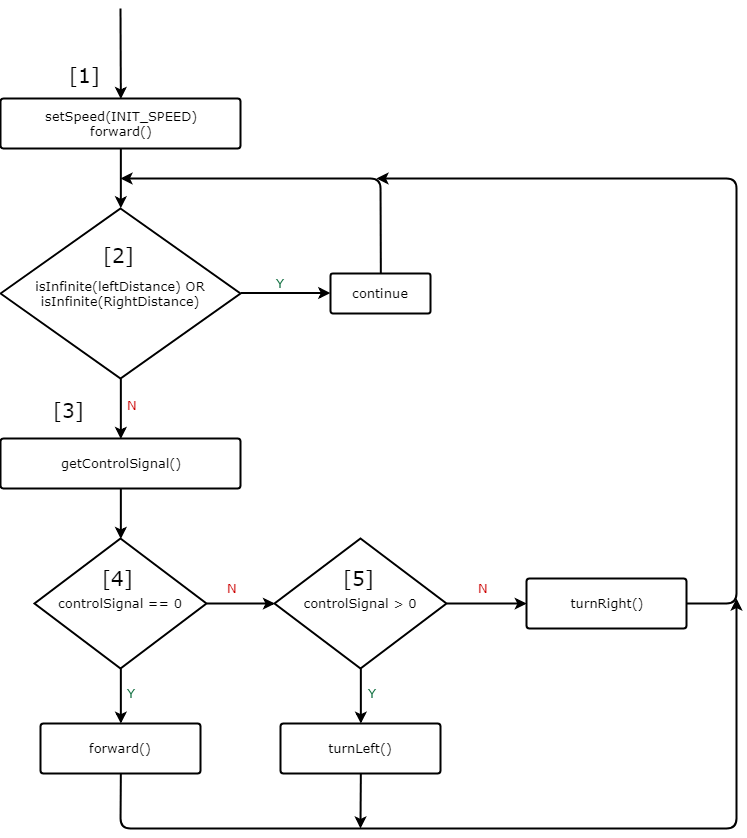 [1]
setSpeed(INIT_SPEED)
forward()
[2]
isInfinite(leftDistance) OR
isInfinite(RightDistance)
Y
continue
N
[3]
getControlSignal()
[4]
controlSignal == 0
N
[5]
controlSignal > 0
N
turnRight()
Y
Y
forward()
turnLeft()